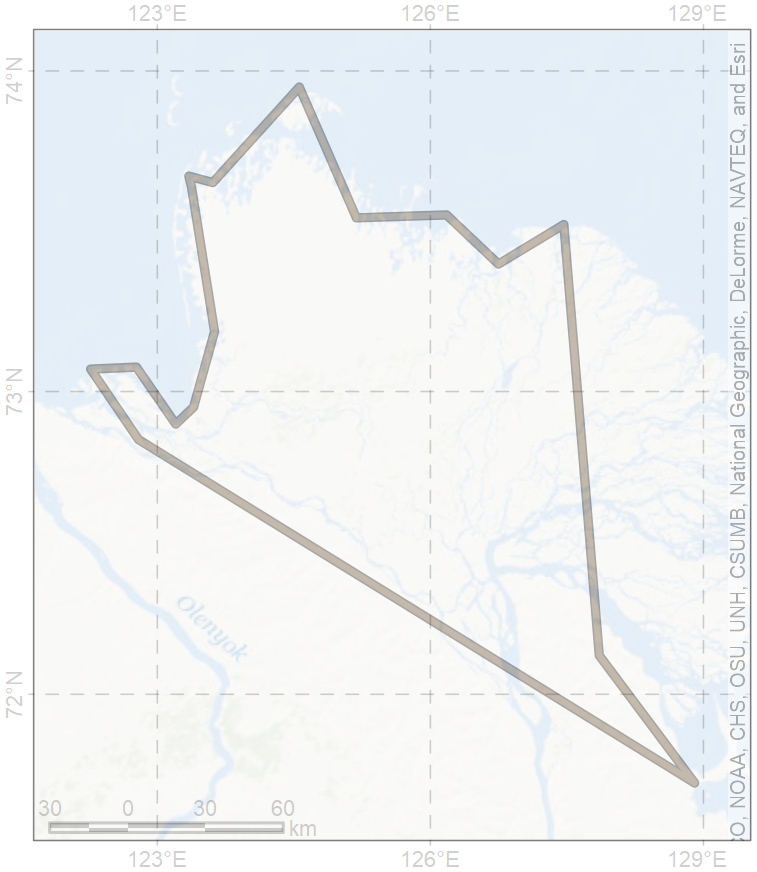 123°E 126°E 129°E
74°N
73°N
72°N
Olenyok
30 0 30 60
km
123°E 126°E 129°E
CO, NOAA, CHS, OSU, UNH, CSUMB, National Geographic, DeLorme, NAVTEQ, and Esri